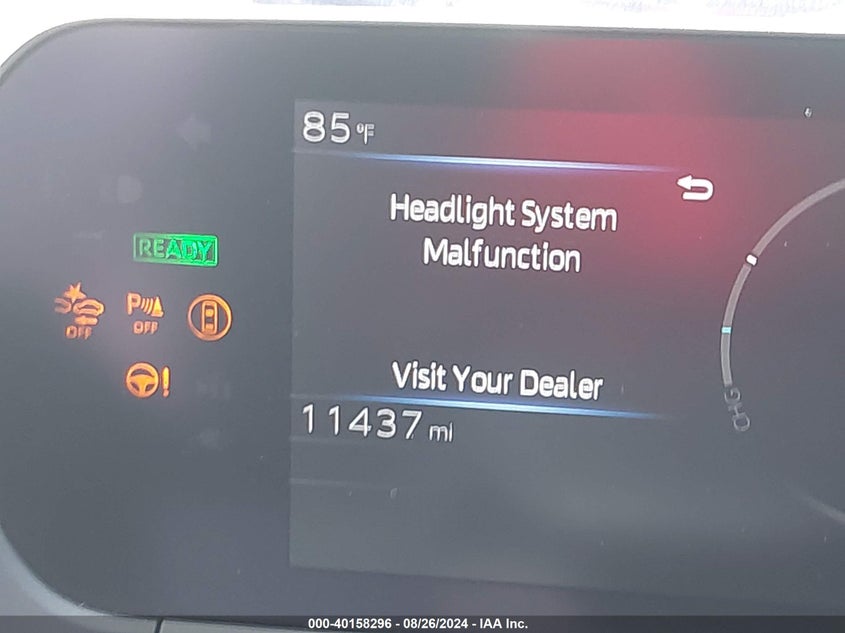 85°F
Headlight System
Malfunction
READY
OFF
P
OFF
!
Visit Your Dealer
11437 mi
CHG
000-40158296 - 08/26/2024 - IAA Inc.